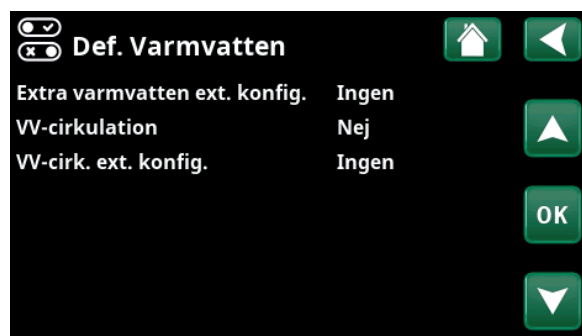 Def. Varmvatten
Extra varmvatten ext. konfig. Ingen
VV-cirkulation Nej
VV-cirk. ext. konfig. Ingen
OK